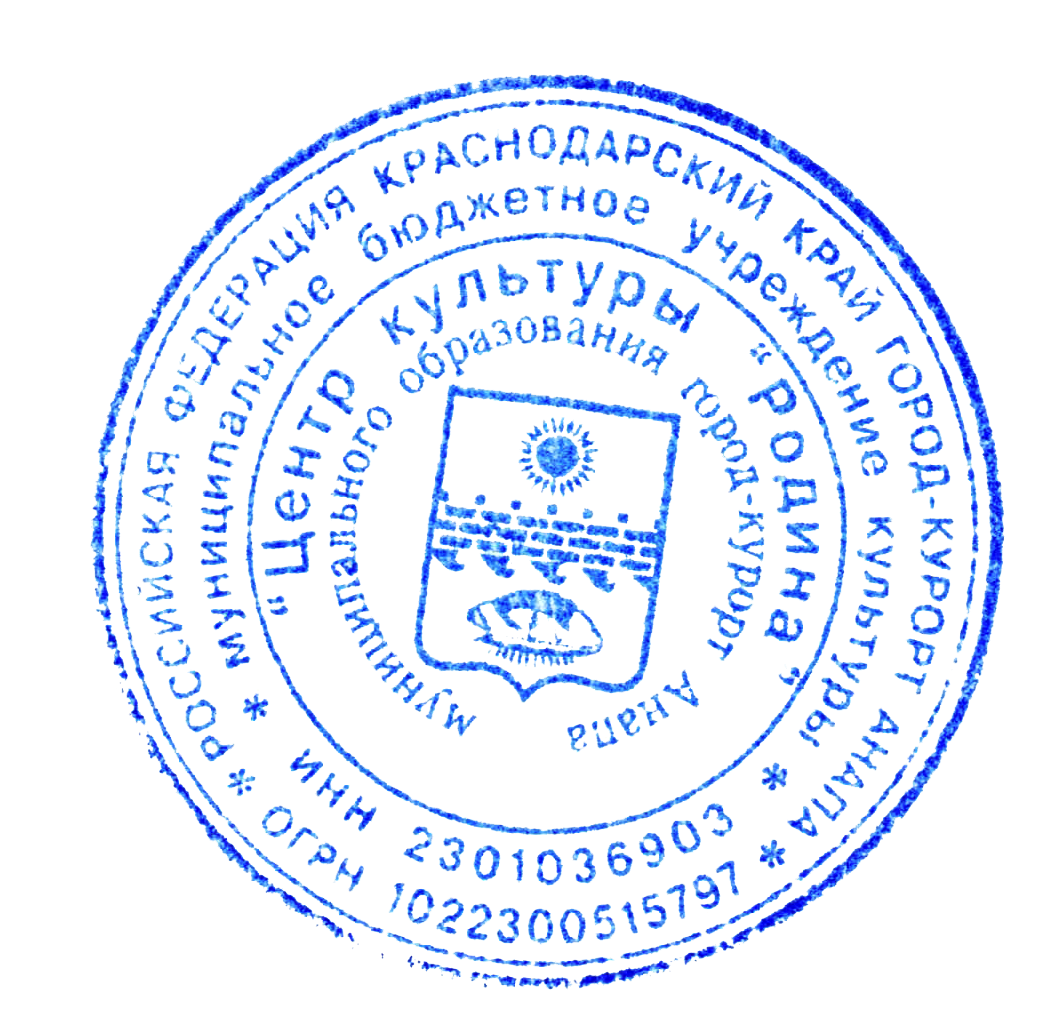 * РОССИЙСКАЯ ФЕДЕРАЦИЯ КРАСНОДАРСКИЙ КРАЙ ГОРОД-КУРОРТ АНАПА *
ОГРН 1022300515797
* муниципальное бюджетное учреждение культуры *
ИНН 2301036903
"Центр культуры "Родина"
муниципального образования город-курорт Анапа